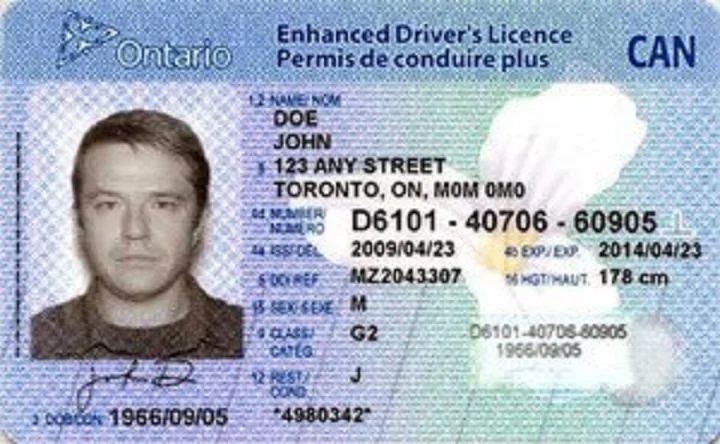 Ontario
Enhanced Driver's Licence
Permis de conduire plus
CAN
1,2 NAME/ NOM
DOE
JOHN
8 123 ANY STREET
TORONTO, ON, M0M 0M0
4d NUMBER/ NUMÉRO D6101 - 40706 - 60905
4a ISS/DÉL. 2009/04/23 4b EXP./EXP. 2014/04/23
5 DD/REF MZ2043307 16 HGT/HAUT. 178 cm
15 SEX/SEXE M
9 CLASS/ CATÉG. G2
D6101-40706-60905
1966/09/05
12 REST./ COND. J
3 DOB/DDN 1966/09/05
*4980342*